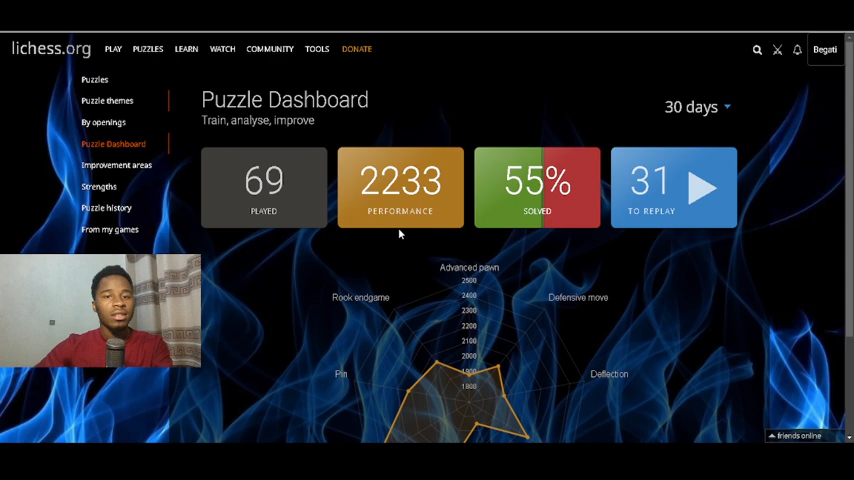 lichess.org PLAY PUZZLES LEARN WATCH COMMUNITY TOOLS DONATE Begati
Puzzles
Puzzle themes
By openings
Puzzle Dashboard
Improvement areas
Strengths
Puzzle history
From my games
Puzzle Dashboard
Train, analyse, improve
30 days
69
PLAYED
2233
PERFORMANCE
55%
SOLVED
31
TO REPLAY
Advanced pawn
Defensive move
Deflection
Rook endgame
Pin
2500
2400
2300
2200
2100
2000
1900
1800
friends online